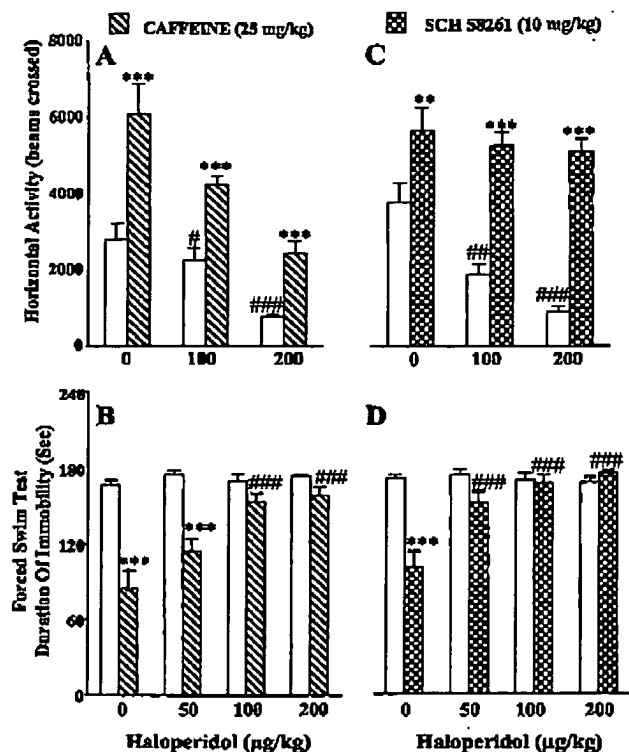 CAFFEINE (25 mg/kg)
SCH 58261 (10 mg/kg)
A
C
Horizontal Activity (beams crossed)
8000
6000
4000
2000
0
***
***
#
***
###
**
***
##
***
###
0 100 200
0 100 200
B
D
Forced Swim Test
Duration Of Immobility (Sec)
240
180
120
60
0
***
***
###
###
***
###
###
###
0 50 100 200
0 50 100 200
Haloperidol (µg/kg)
Haloperidol (µg/kg)